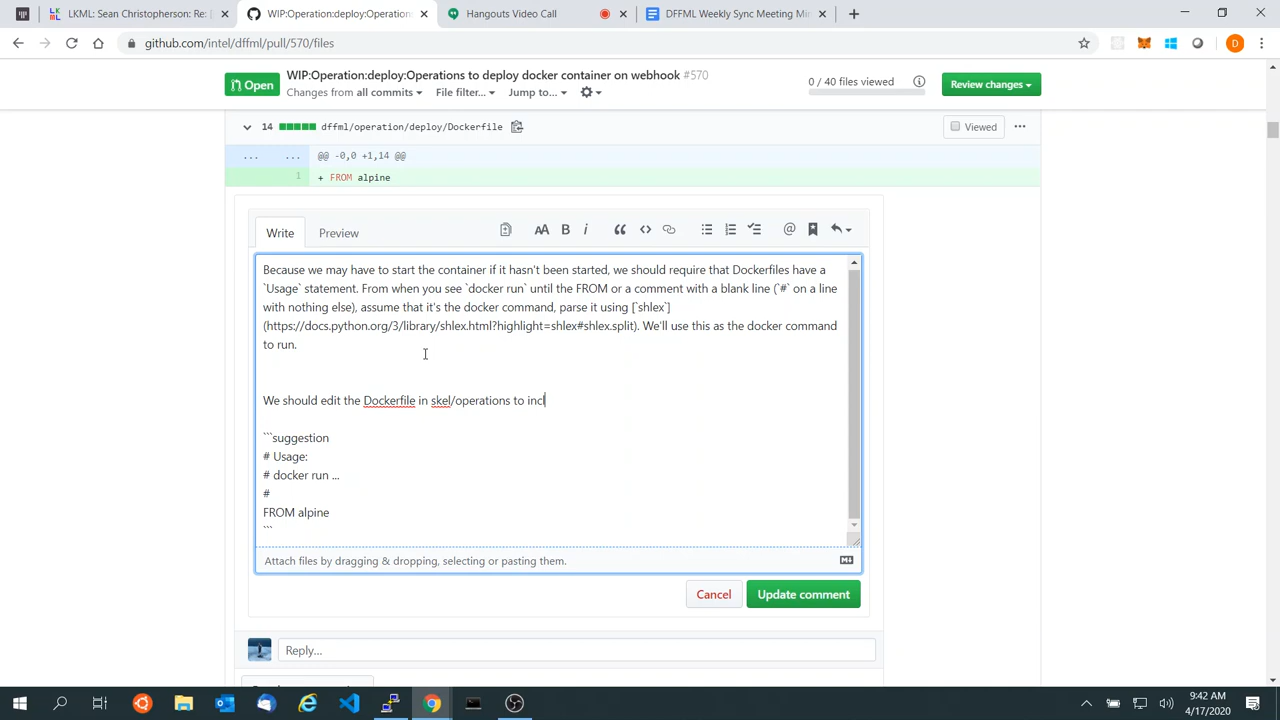 LKML: Sean Christopherson: Re: [
WIP:Operation:deploy:Operation
Hangouts Video Call
DFFML Weekly Sync Meeting Min
github.com/intel/dffml/pull/570/files
D
Open
WIP:Operation:deploy:Operations to deploy docker container on webhook #570
Changes from all commits
File filter...
Jump to...
0 / 40 files viewed
Review changes
14
dffml/operation/deploy/Dockerfile
Viewed
...
... ... @@ -0,0 +1,14 @@
1 + FROM alpine
Write
Preview
Because we may have to start the container if it hasn't been started, we should require that Dockerfiles have a
`Usage` statement. From when you see `docker run` until the FROM or a comment with a blank line (`#` on a line
with nothing else), assume that it's the docker command, parse it using [`shlex`]
(https://docs.python.org/3/library/shlex.html?highlight=shlex#shlex.split). We'll use this as the docker command
to run.
We should edit the Dockerfile in skel/operations to incl
```suggestion
# Usage:
# docker run ...
#
FROM alpine
```
Attach files by dragging & dropping, selecting or pasting them.
Cancel
Update comment
Reply...
9:42 AM
4/17/2020